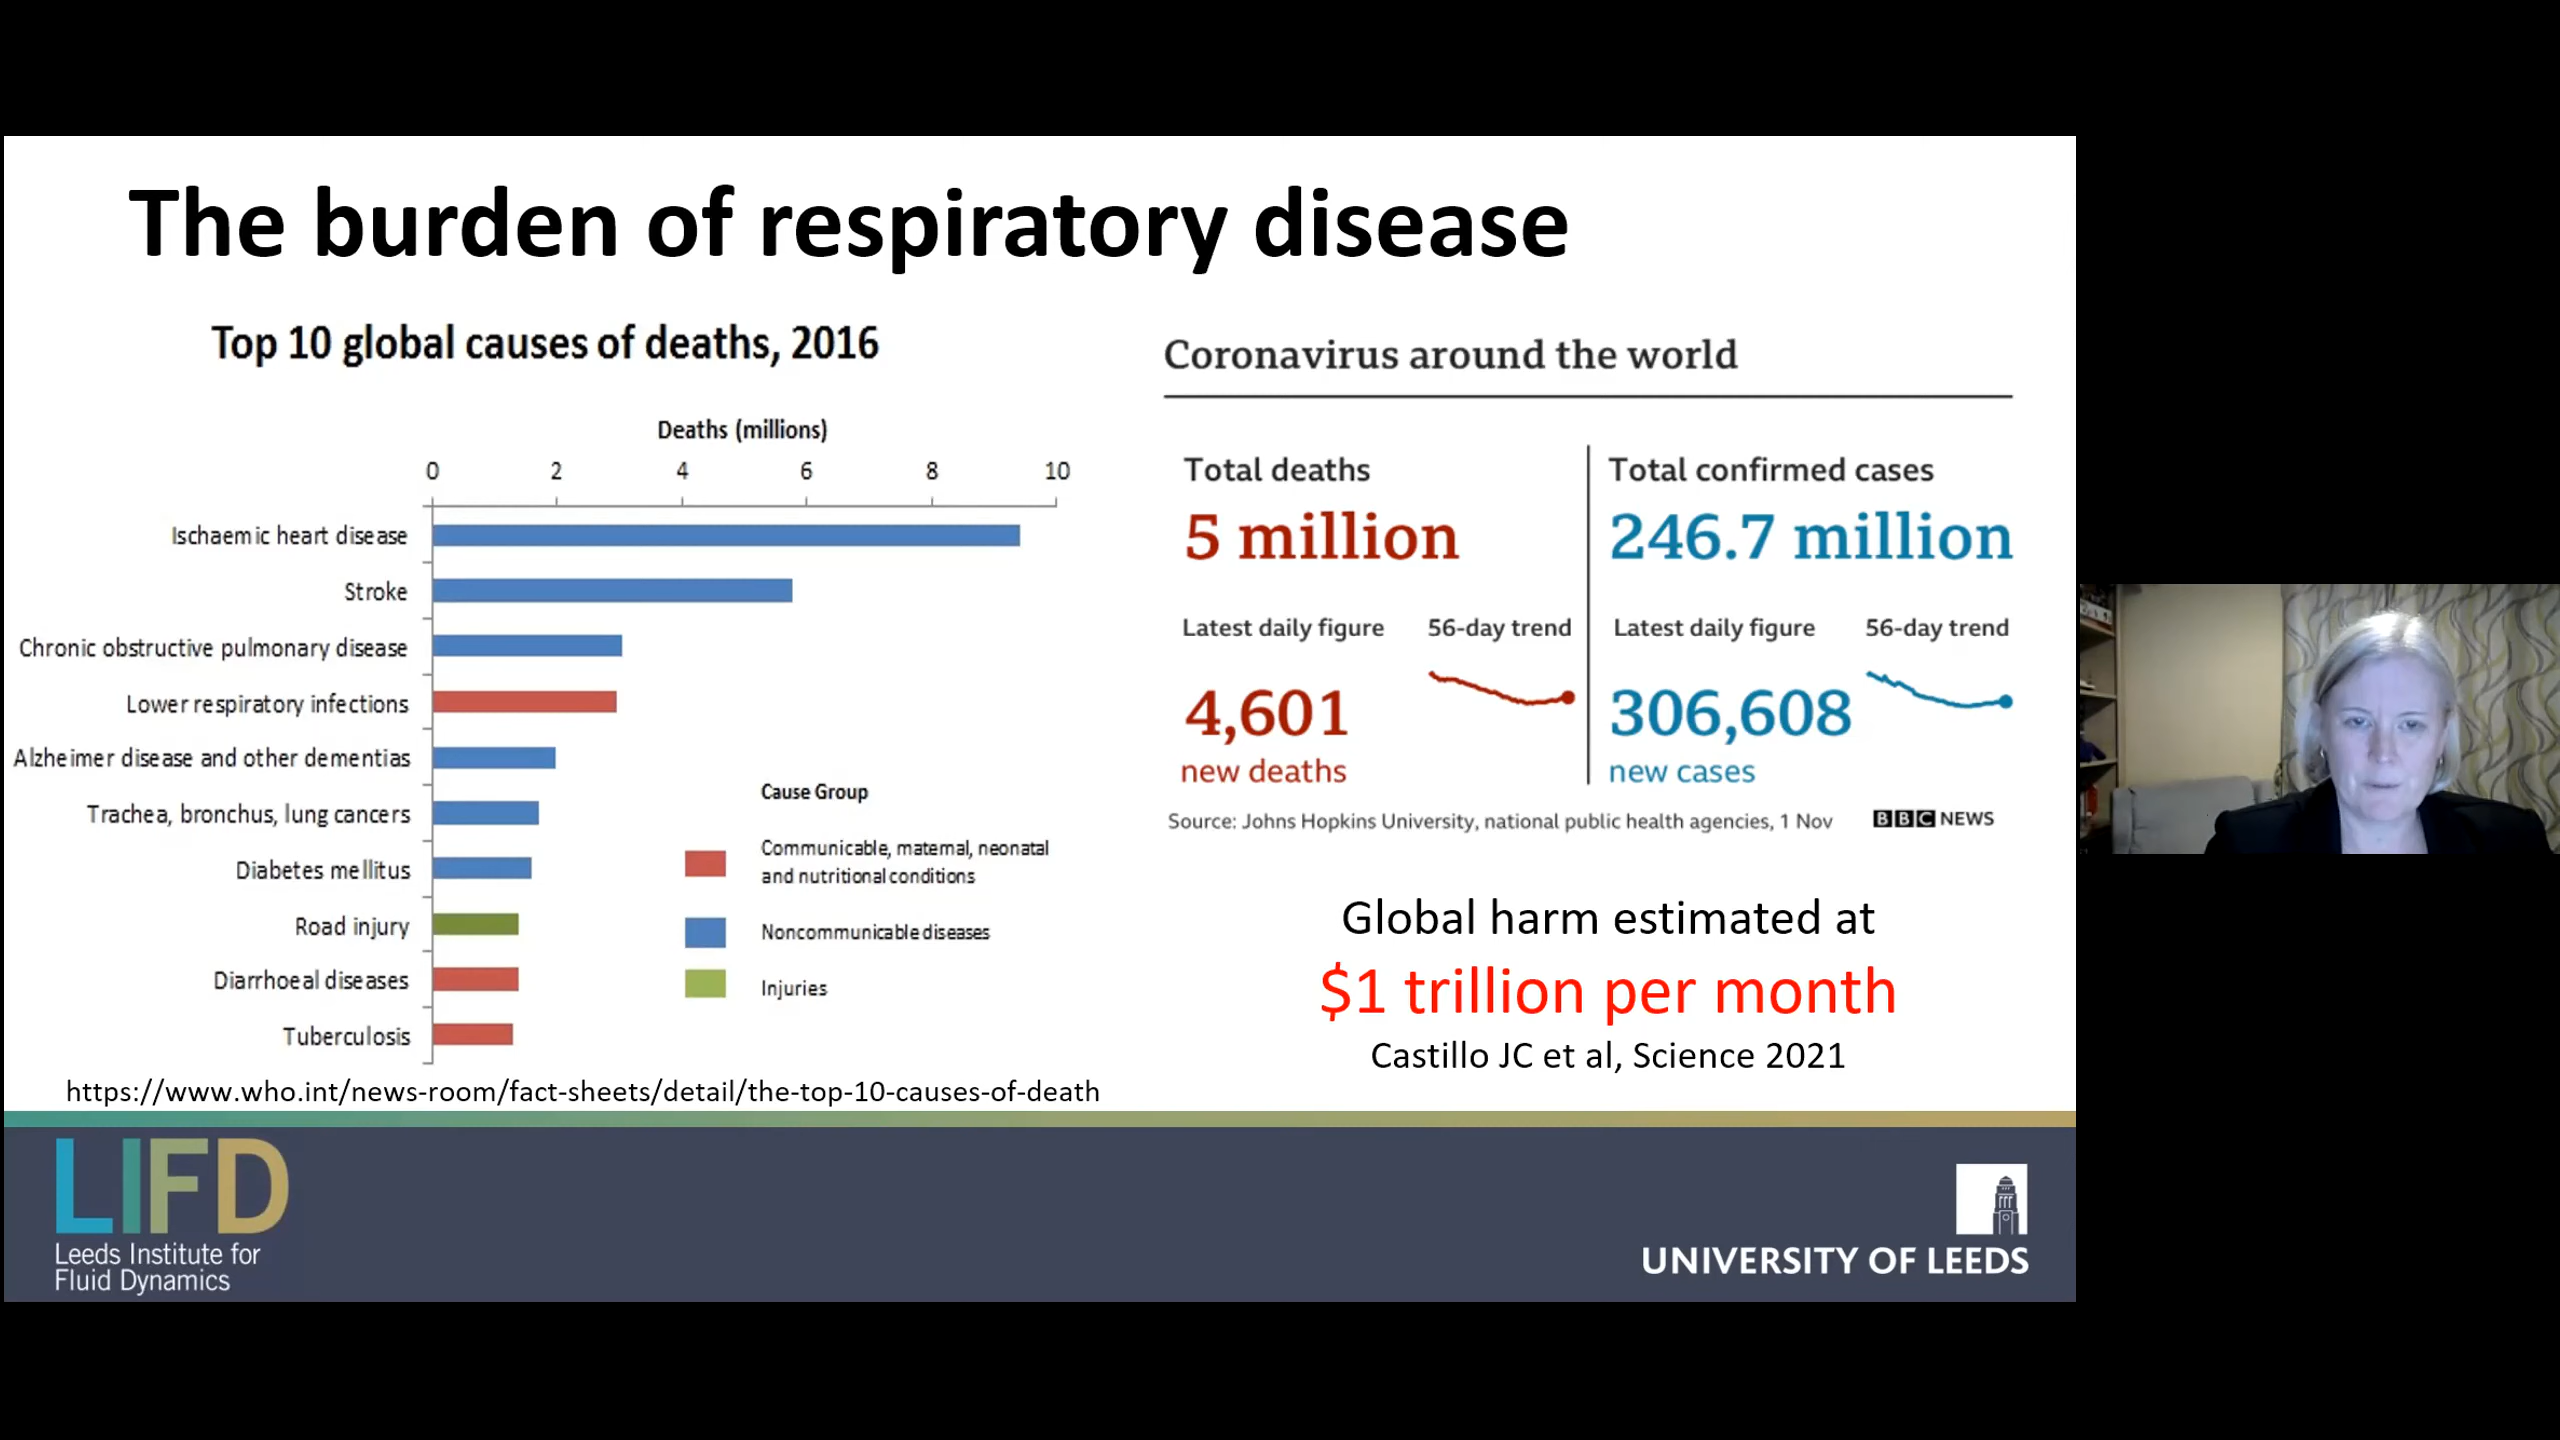 The burden of respiratory disease
Top 10 global causes of deaths, 2016
Deaths (millions)
0 2 4 6 8 10
Ischaemic heart disease
Stroke
Chronic obstructive pulmonary disease
Lower respiratory infections
Alzheimer disease and other dementias
Trachea, bronchus, lung cancers
Diabetes mellitus
Road injury
Diarrhoeal diseases
Tuberculosis
Cause Group
Communicable, maternal, neonatal
and nutritional conditions
Noncommunicable diseases
Injuries
https://www.who.int/news-room/fact-sheets/detail/the-top-10-causes-of-death
Coronavirus around the world
Total deaths
5 million
Latest daily figure 56-day trend
4,601
new deaths
Total confirmed cases
246.7 million
Latest daily figure 56-day trend
306,608
new cases
Source: Johns Hopkins University, national public health agencies, 1 Nov
BBC NEWS
Global harm estimated at
$1 trillion per month
Castillo JC et al, Science 2021
LIFD
Leeds Institute for
Fluid Dynamics
UNIVERSITY OF LEEDS